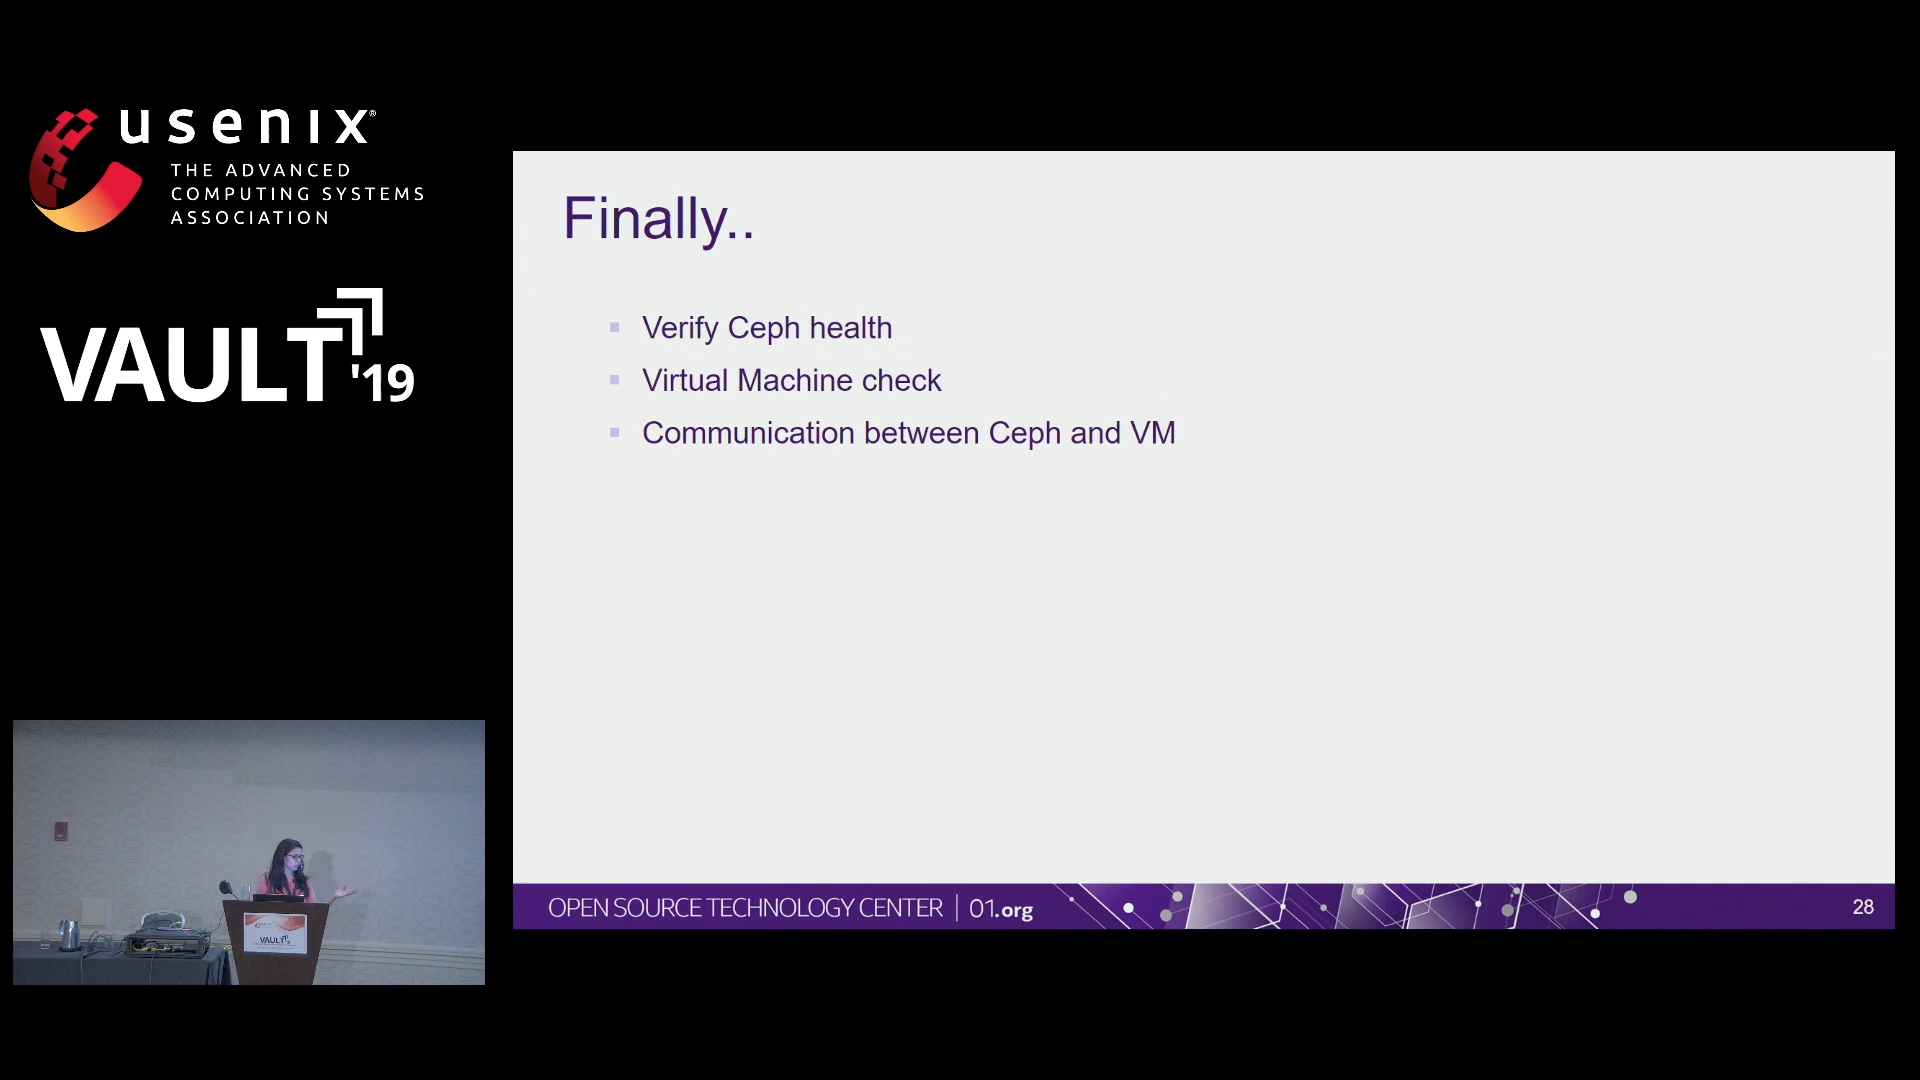 usenix®
THE ADVANCED
COMPUTING SYSTEMS
ASSOCIATION
VAULT '19
Finally..
Verify Ceph health
Virtual Machine check
Communication between Ceph and VM
OPEN SOURCE TECHNOLOGY CENTER | 01.org
28
VAULT